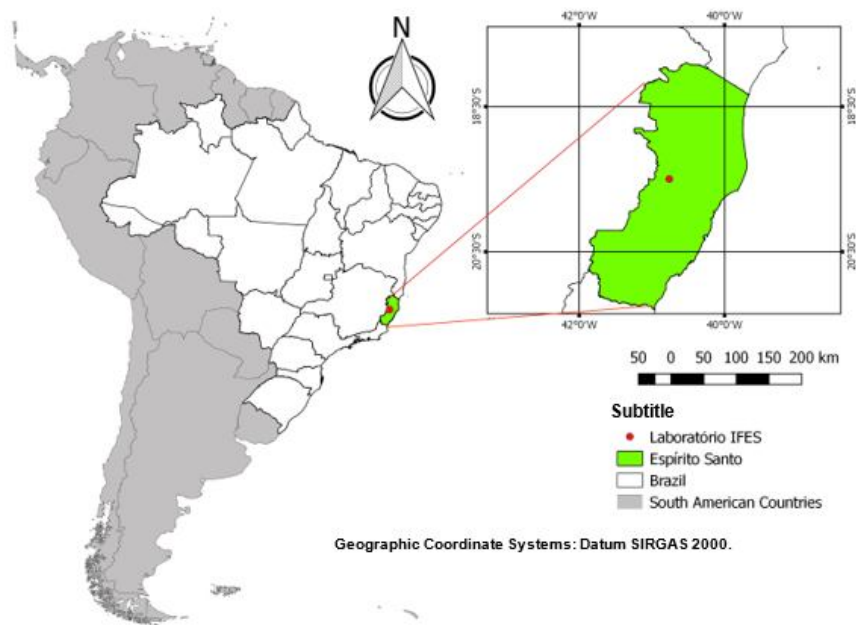 N
42°0'W 40°0'W
18°30'S 18°30'S
20°30'S 20°30'S
42°0'W 40°0'W
50 0 50 100 150 200 km
Subtitle
Laboratório IFES
Espírito Santo
Brazil
South American Countries
Geographic Coordinate Systems: Datum SIRGAS 2000.